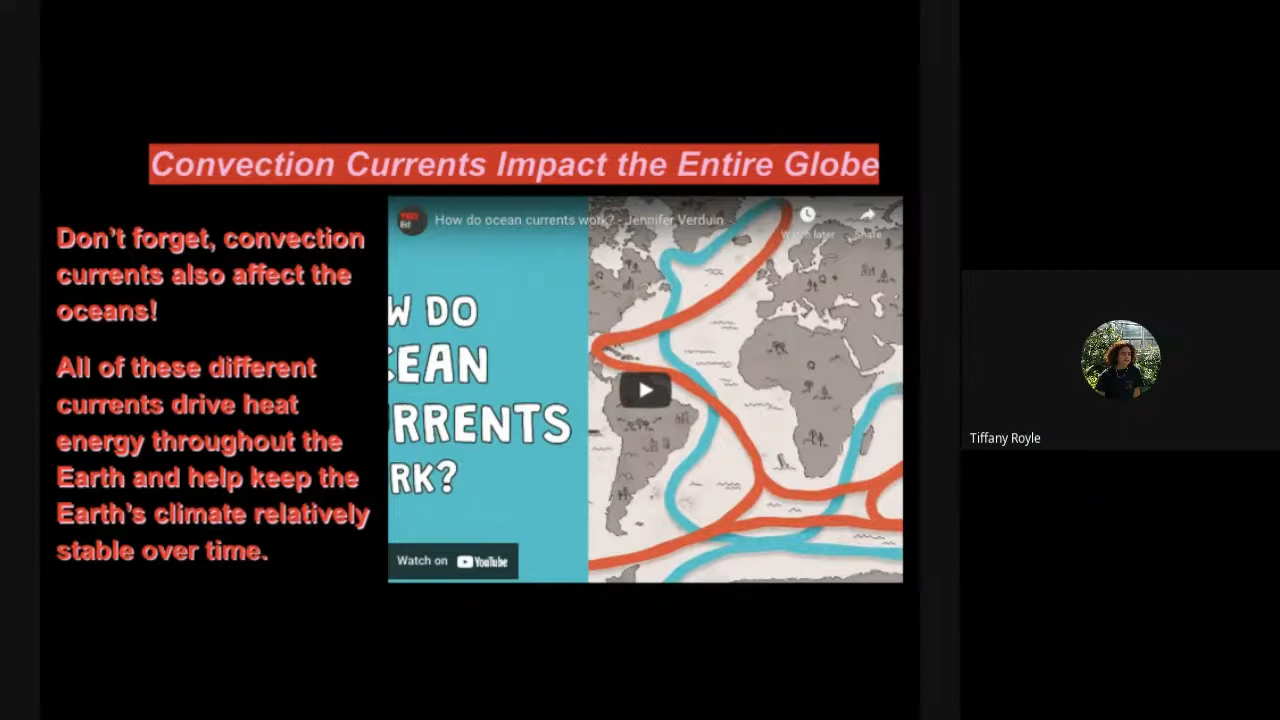 Convection Currents Impact the Entire Globe
Don't forget, convection
currents also affect the
oceans!
All of these different
currents drive heat
energy throughout the
Earth and help keep the
Earth's climate relatively
stable over time.
TED
Ed
How do ocean currents work? - Jennifer Verduin
Watch later
Share
W DO
EAN
RRENTS
RK?
Watch on YouTube
Tiffany Royle